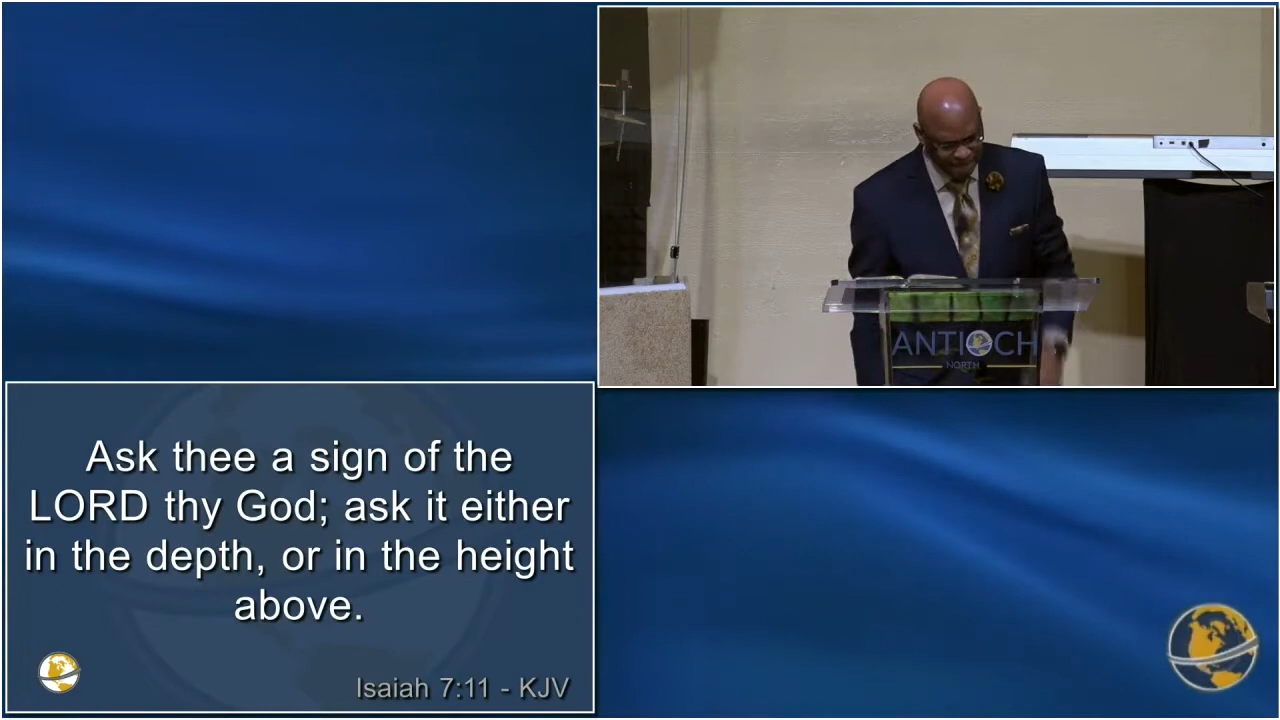 ANTIOCH
NORTH
Ask thee a sign of the
LORD thy God; ask it either
in the depth, or in the height
above.
Isaiah 7:11 - KJV